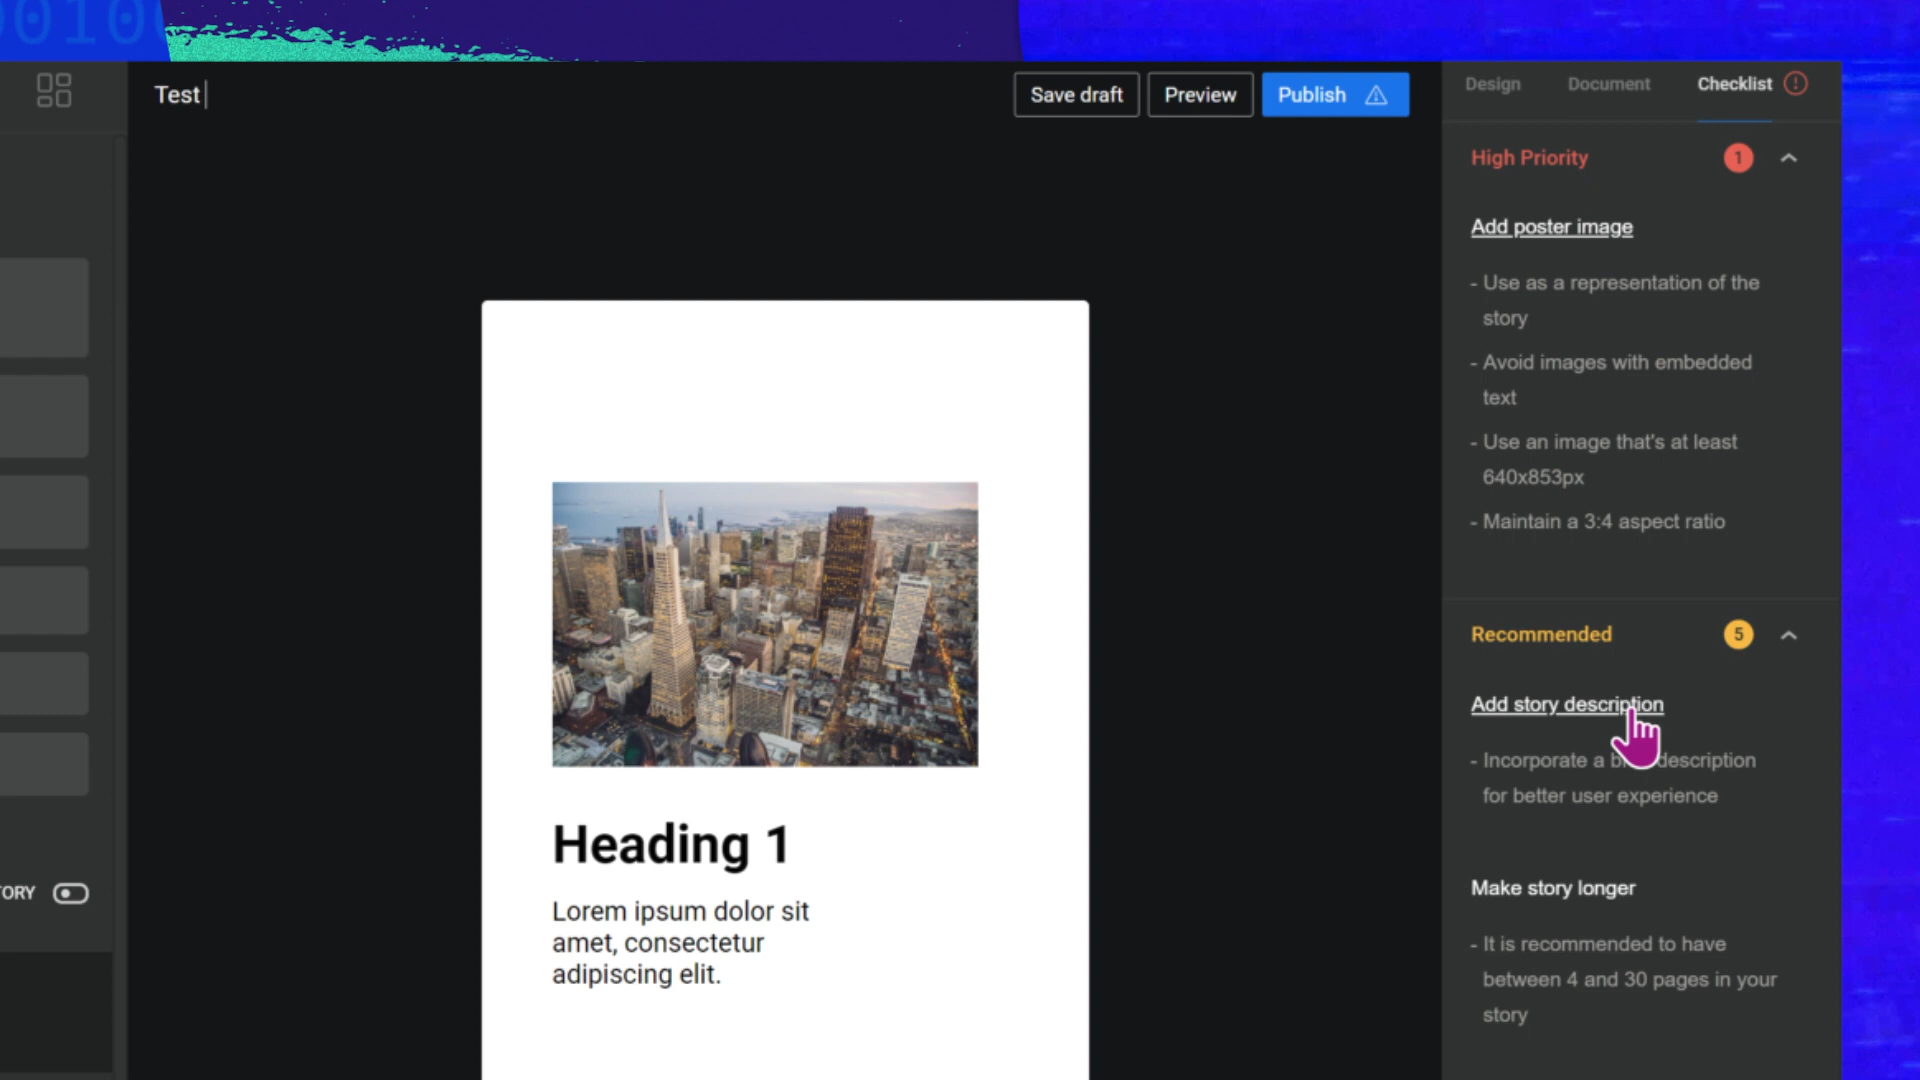 0010
Test
Save draft
Preview
Publish
Design
Document
Checklist
High Priority
1
Add poster image
- Use as a representation of the
story
- Avoid images with embedded
text
- Use an image that's at least
640x853px
- Maintain a 3:4 aspect ratio
Recommended
5
Add story description
- Incorporate a description
for better user experience
Make story longer
- It is recommended to have
between 4 and 30 pages in your
story
Heading 1
Lorem ipsum dolor sit
amet, consectetur
adipiscing elit.